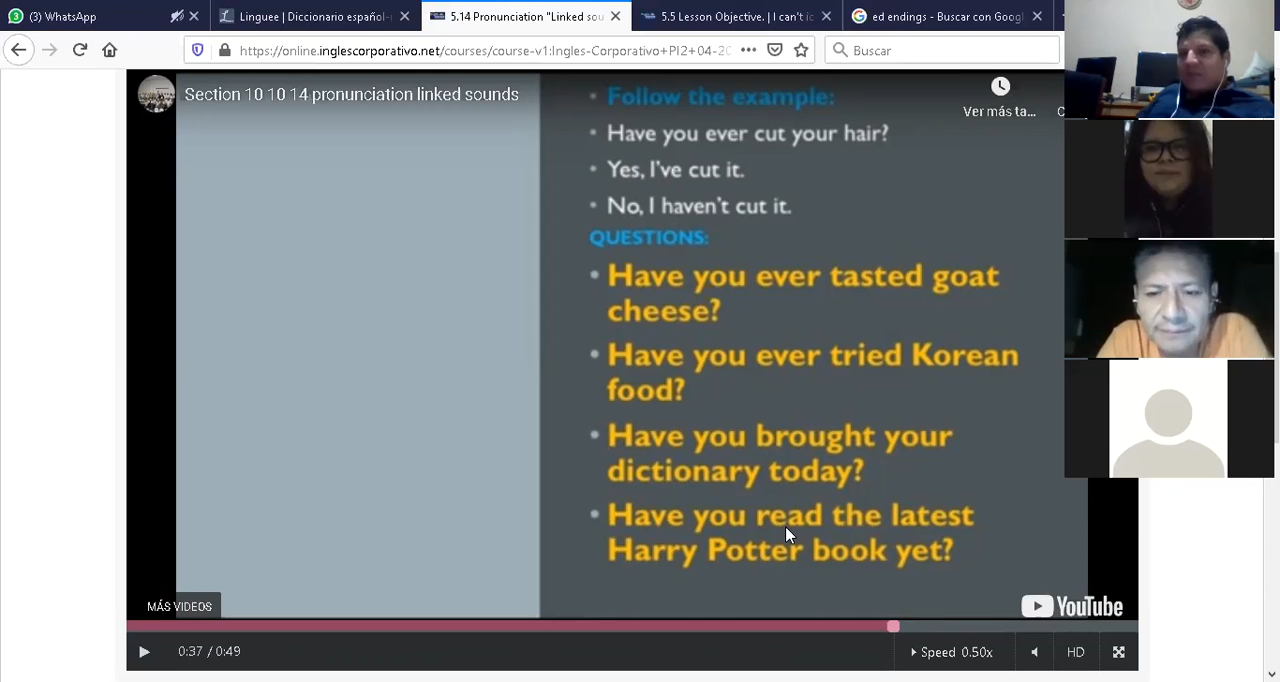 (3) WhatsApp
Linguee | Diccionario español-
5.14 Pronunciation "Linked sou
5.5 Lesson Objective. | I can't i
ed endings - Buscar con Googl
https://online.inglescorporativo.net/courses/course-v1:Ingles-Corporativo+PI2+04-20
Buscar
Section 10 10 14 pronunciation linked sounds
Ver más ta...
Follow the example:
Have you ever cut your hair?
Yes, I've cut it.
No, I haven't cut it.
QUESTIONS:
Have you ever tasted goat
cheese?
Have you ever tried Korean
food?
Have you brought your
dictionary today?
Have you read the latest
Harry Potter book yet?
MÁS VIDEOS
YouTube
0:37 / 0:49
Speed 0.50x
HD